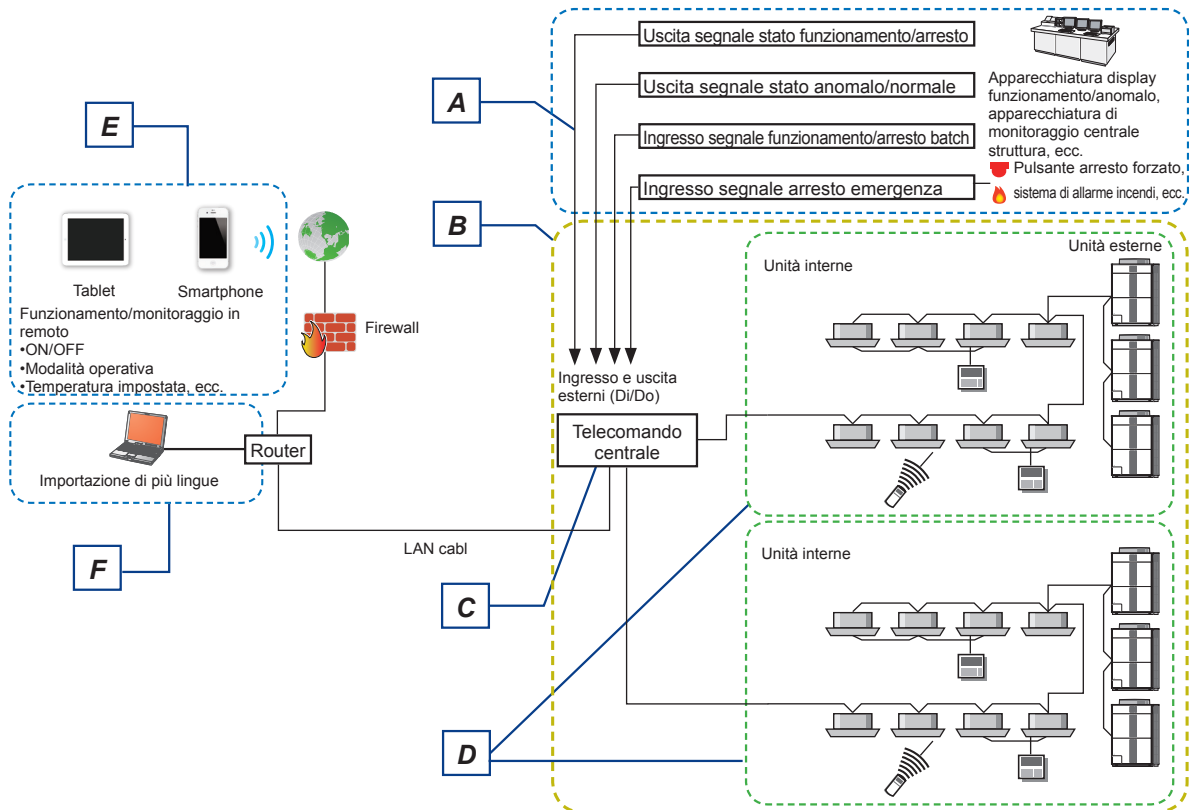 Uscita segnale stato funzionamento/arresto
Uscita segnale stato anomalo/normale
Ingresso segnale funzionamento/arresto batch
Ingresso segnale arresto emergenza
Apparecchiatura display
funzionamento/anomalo,
apparecchiatura di
monitoraggio centrale
struttura, ecc.
Pulsante arresto forzato,
sistema di allarme incendi, ecc.
A
E
B
Tablet
Smartphone
Funzionamento/monitoraggio in
remoto
•ON/OFF
•Modalità operativa
•Temperatura impostata, ecc.
Firewall
Router
Importazione di più lingue
F
LAN cabl
Ingresso e uscita
esterni (Di/Do)
Telecomando
centrale
C
D
Unità esterne
Unità interne
Unità interne